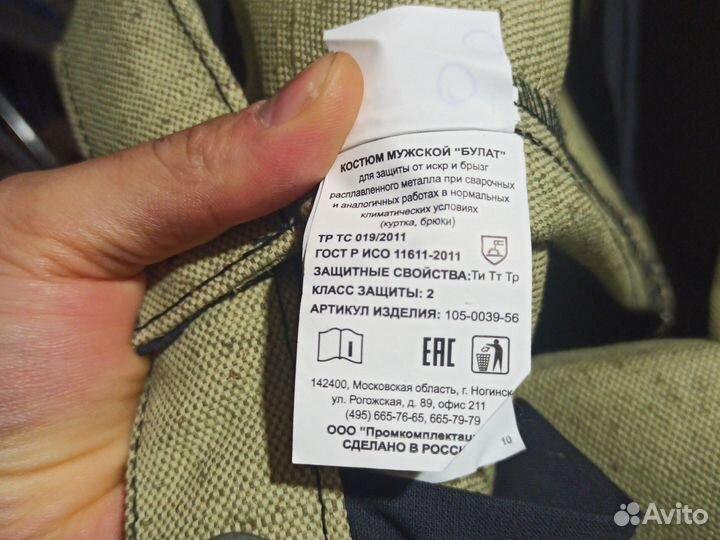 КОСТЮМ МУЖСКОЙ "БУЛАТ"
для защиты от искр и брызг
расплавленного металла при сварочных
и аналогичных работах в нормальных
климатических условиях
(куртка, брюки)
ТР ТС 019/2011
ГОСТ Р ИСО 11611-2011
ЗАЩИТНЫЕ СВОЙСТВА:Ти Тт Тр
КЛАСС ЗАЩИТЫ: 2
АРТИКУЛ ИЗДЕЛИЯ: 105-0039-56
EAC
142400, Московская область, г. Ногинск
ул. Рогожская, д. 89, офис 211
(495) 665-76-65, 665-79-79
ООО "Промкомплектаци
СДЕЛАНО В РОССИ
10
Avito